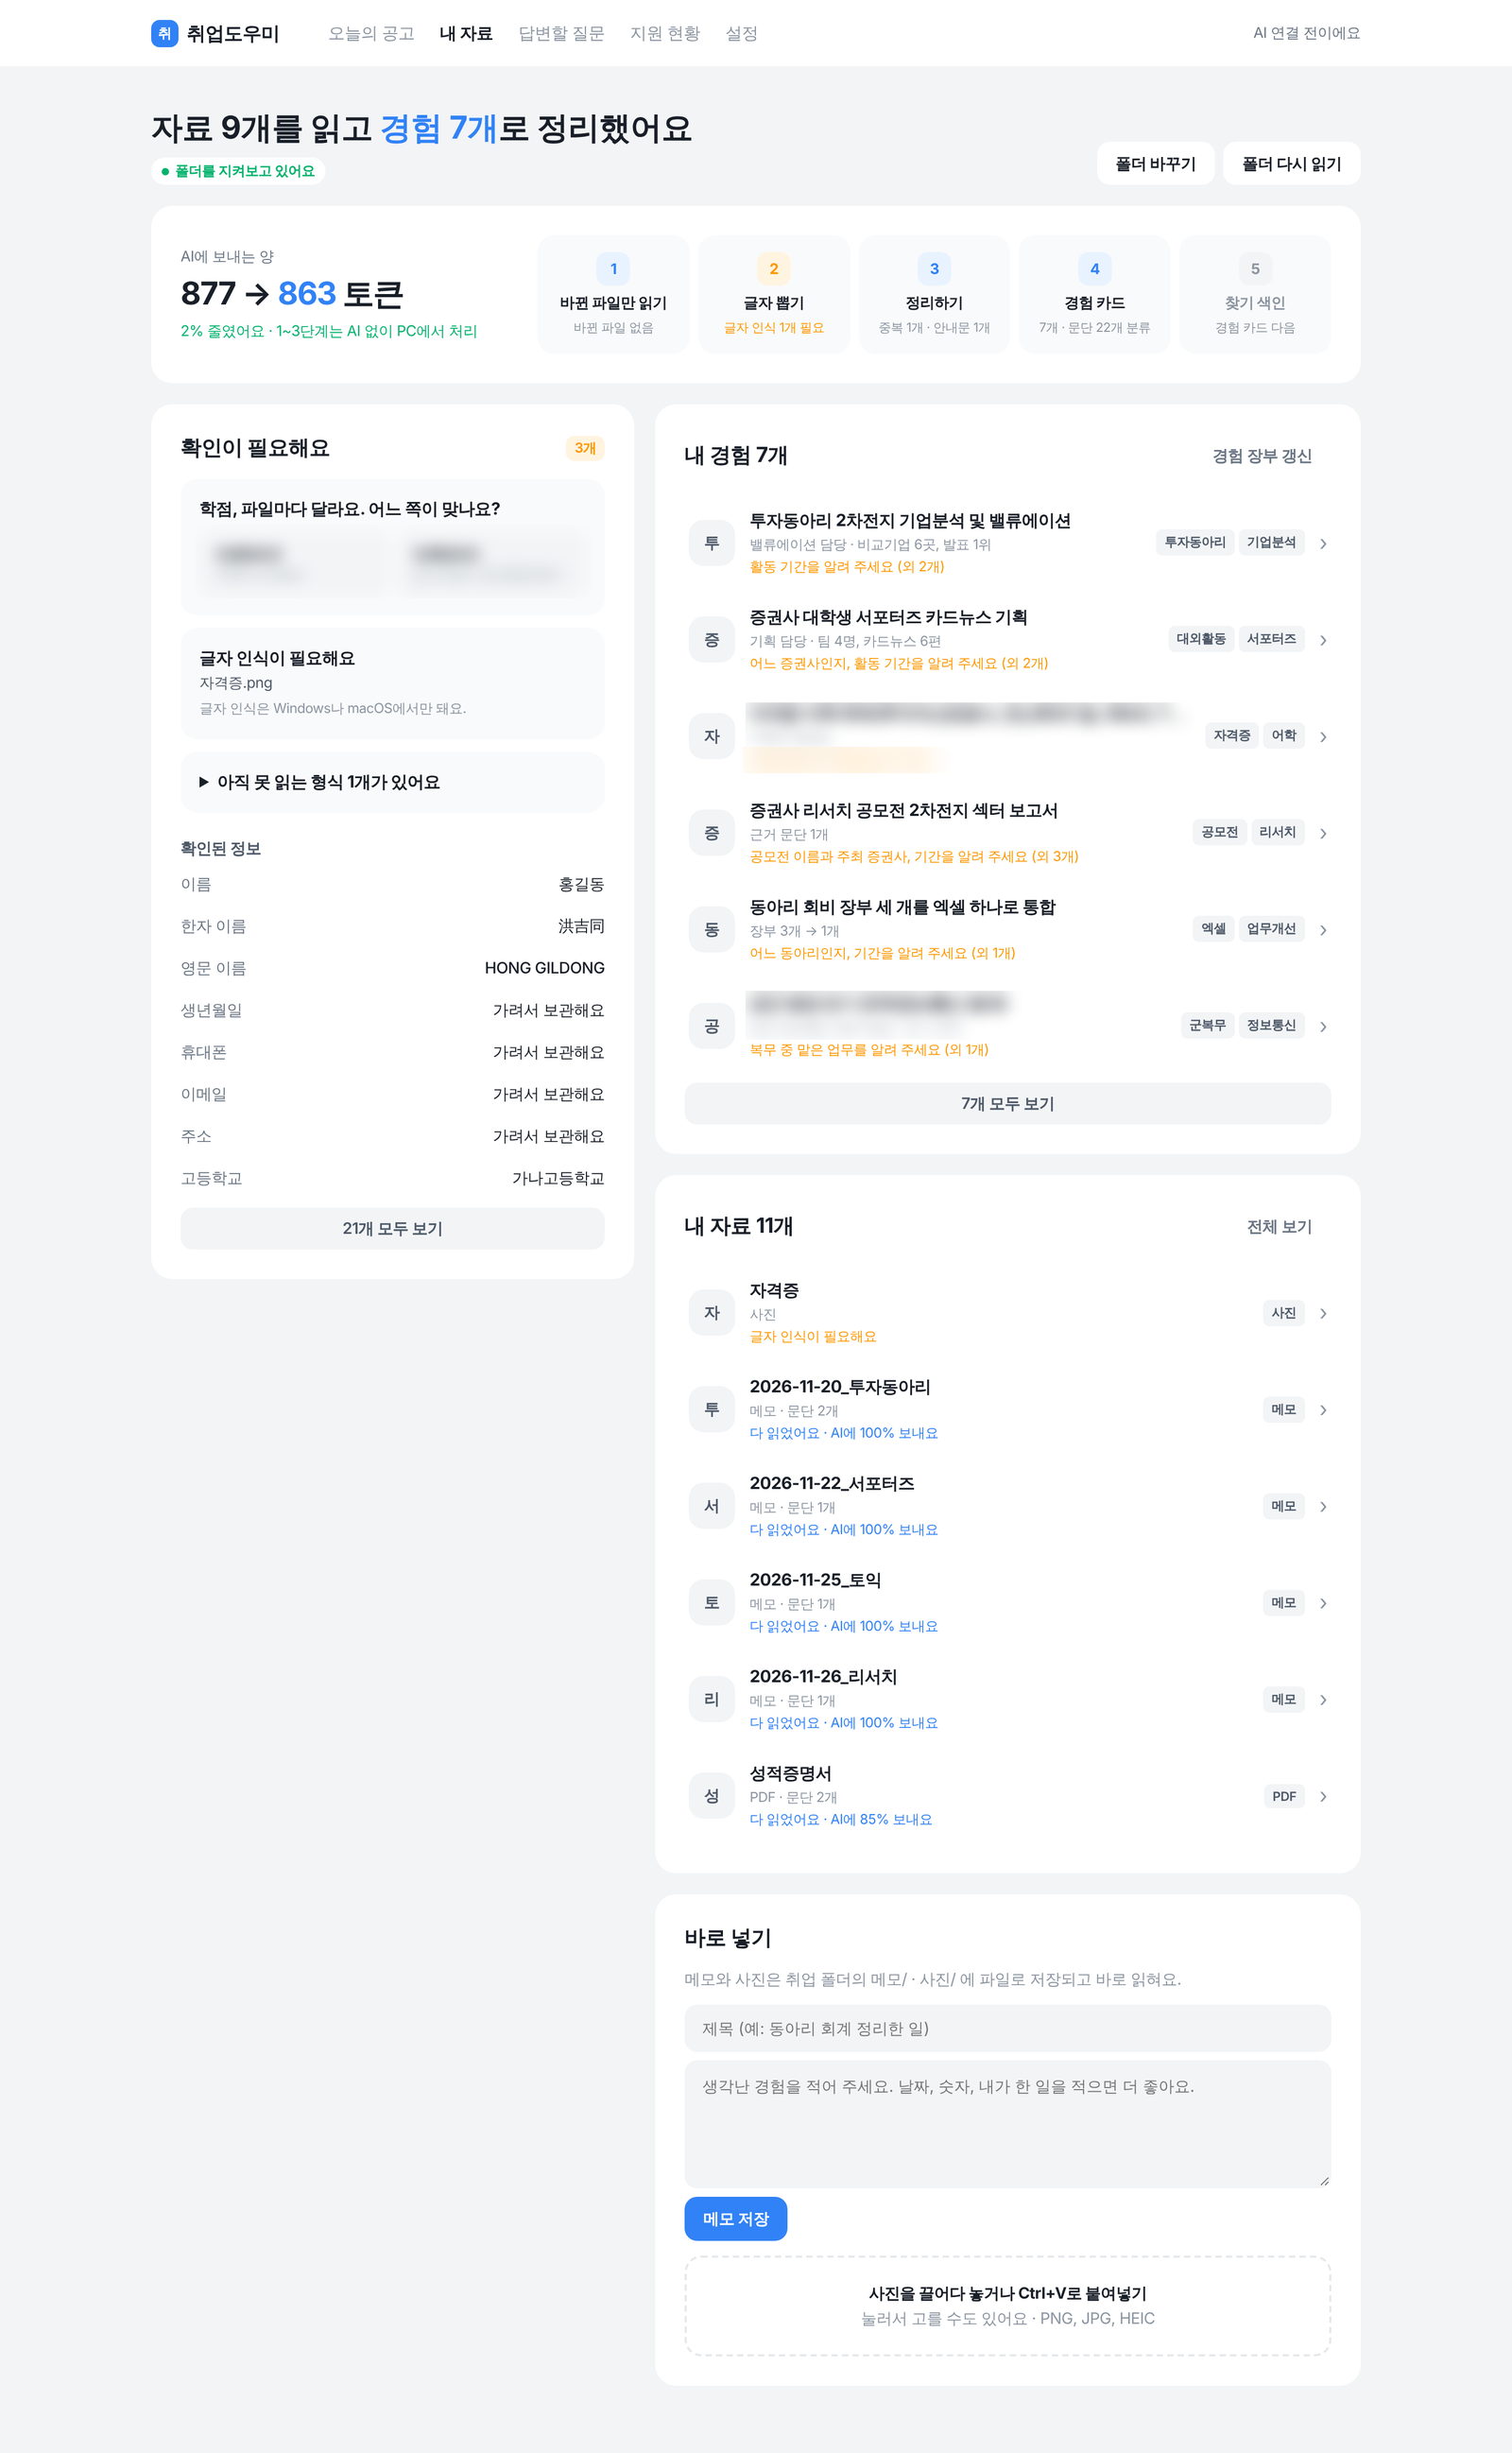 취 취업도우미 오늘의 공고 내 자료 답변할 질문 지원 현황 설정 AI 연결 전이에요
자료 9개를 읽고 경험 7개로 정리했어요
폴더를 지켜보고 있어요
폴더 바꾸기 폴더 다시 읽기
AI에 보내는 양
877 → 863 토큰
2% 줄였어요 · 1~3단계는 AI 없이 PC에서 처리
1
바뀐 파일만 읽기
바뀐 파일 없음
2
글자 뽑기
글자 인식 1개 필요
3
정리하기
중복 1개 · 안내문 1개
4
경험 카드
7개 · 문단 22개 분류
5
찾기 색인
경험 카드 다음
확인이 필요해요 3개
학점, 파일마다 달라요. 어느 쪽이 맞나요?
글자 인식이 필요해요
자격증.png
글자 인식은 Windows나 macOS에서만 돼요.
▶ 아직 못 읽는 형식 1개가 있어요
확인된 정보
이름 홍길동
한자 이름 洪吉同
영문 이름 HONG GILDONG
생년월일 가려서 보관해요
휴대폰 가려서 보관해요
이메일 가려서 보관해요
주소 가려서 보관해요
고등학교 가나고등학교
21개 모두 보기
내 경험 7개 경험 장부 갱신
투
투자동아리 2차전지 기업분석 및 밸류에이션
밸류에이션 담당 · 비교기업 6곳, 발표 1위
활동 기간을 알려 주세요 (외 2개)
투자동아리 기업분석
증
증권사 대학생 서포터즈 카드뉴스 기획
기획 담당 · 팀 4명, 카드뉴스 6편
어느 증권사인지, 활동 기간을 알려 주세요 (외 2개)
대외활동 서포터즈
자
자격증 어학
증
증권사 리서치 공모전 2차전지 섹터 보고서
근거 문단 1개
공모전 이름과 주최 증권사, 기간을 알려 주세요 (외 3개)
공모전 리서치
동
동아리 회비 장부 세 개를 엑셀 하나로 통합
장부 3개 → 1개
어느 동아리인지, 기간을 알려 주세요 (외 1개)
엑셀 업무개선
공
복무 중 맡은 업무를 알려 주세요 (외 1개)
군복무 정보통신
7개 모두 보기
내 자료 11개 전체 보기
자
자격증
사진
글자 인식이 필요해요
사진
투
2026-11-20_투자동아리
메모 · 문단 2개
다 읽었어요 · AI에 100% 보내요
메모
서
2026-11-22_서포터즈
메모 · 문단 1개
다 읽었어요 · AI에 100% 보내요
메모
토
2026-11-25_토익
메모 · 문단 1개
다 읽었어요 · AI에 100% 보내요
메모
리
2026-11-26_리서치
메모 · 문단 1개
다 읽었어요 · AI에 100% 보내요
메모
성
성적증명서
PDF · 문단 2개
다 읽었어요 · AI에 85% 보내요
PDF
바로 넣기
메모와 사진은 취업 폴더의 메모/ · 사진/ 에 파일로 저장되고 바로 읽혀요.
제목 (예: 동아리 회계 정리한 일)
생각난 경험을 적어 주세요. 날짜, 숫자, 내가 한 일을 적으면 더 좋아요.
메모 저장
사진을 끌어다 놓거나 Ctrl+V로 붙여넣기
눌러서 고를 수도 있어요 · PNG, JPG, HEIC